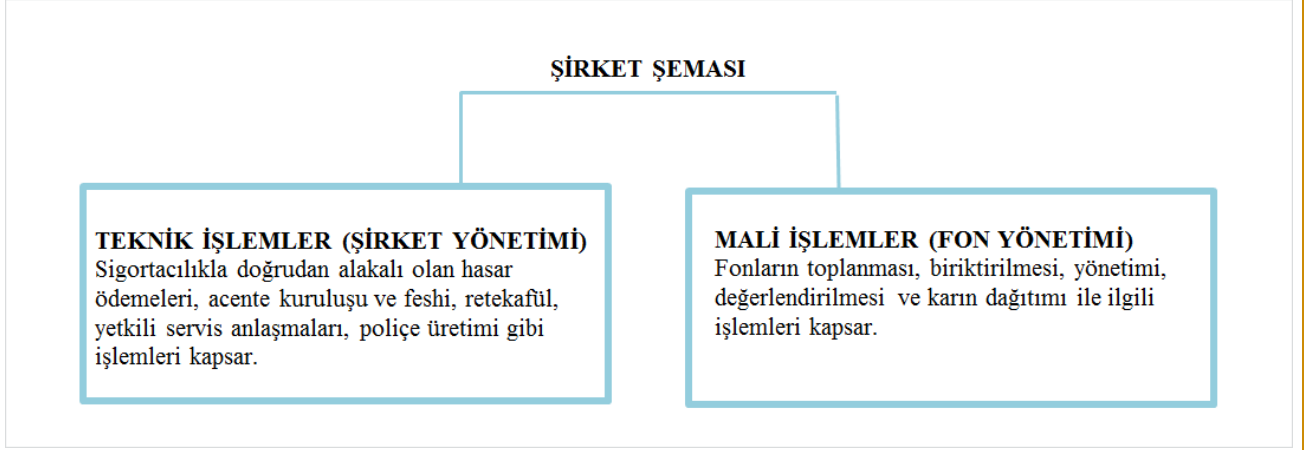 ŞİRKET ŞEMASI
TEKNİK İŞLEMLER (ŞİRKET YÖNETİMİ)
Sigortacılıkla doğrudan alakalı olan hasar
ödemeleri, acente kuruluşu ve feshi, retekafül,
yetkili servis anlaşmaları, poliçe üretimi gibi
işlemleri kapsar.
MALİ İŞLEMLER (FON YÖNETİMİ)
Fonların toplanması, biriktirilmesi, yönetimi,
değerlendirilmesi ve karın dağıtımı ile ilgili
işlemleri kapsar.